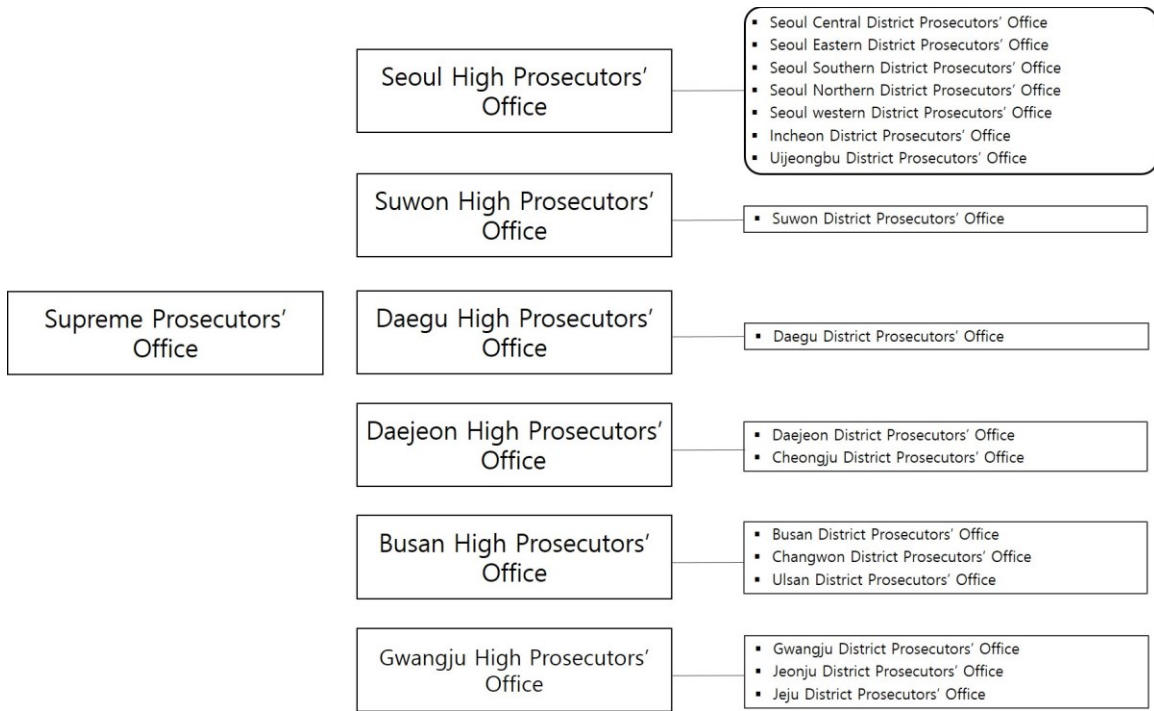 Seoul High Prosecutors'
Office
▪ Seoul Central District Prosecutors' Office
▪ Seoul Eastern District Prosecutors' Office
▪ Seoul Southern District Prosecutors' Office
▪ Seoul Northern District Prosecutors' Office
▪ Seoul western District Prosecutors' Office
▪ Incheon District Prosecutors' Office
▪ Uijeongbu District Prosecutors' Office
Suwon High Prosecutors'
Office
▪ Suwon District Prosecutors' Office
Supreme Prosecutors'
Office
Daegu High Prosecutors'
Office
▪ Daegu District Prosecutors' Office
Daejeon High Prosecutors'
Office
▪ Daejeon District Prosecutors' Office
▪ Cheongju District Prosecutors' Office
Busan High Prosecutors'
Office
▪ Busan District Prosecutors' Office
▪ Changwon District Prosecutors' Office
▪ Ulsan District Prosecutors' Office
Gwangju High Prosecutors'
Office
▪ Gwangju District Prosecutors' Office
▪ Jeonju District Prosecutors' Office
▪ Jeju District Prosecutors' Office